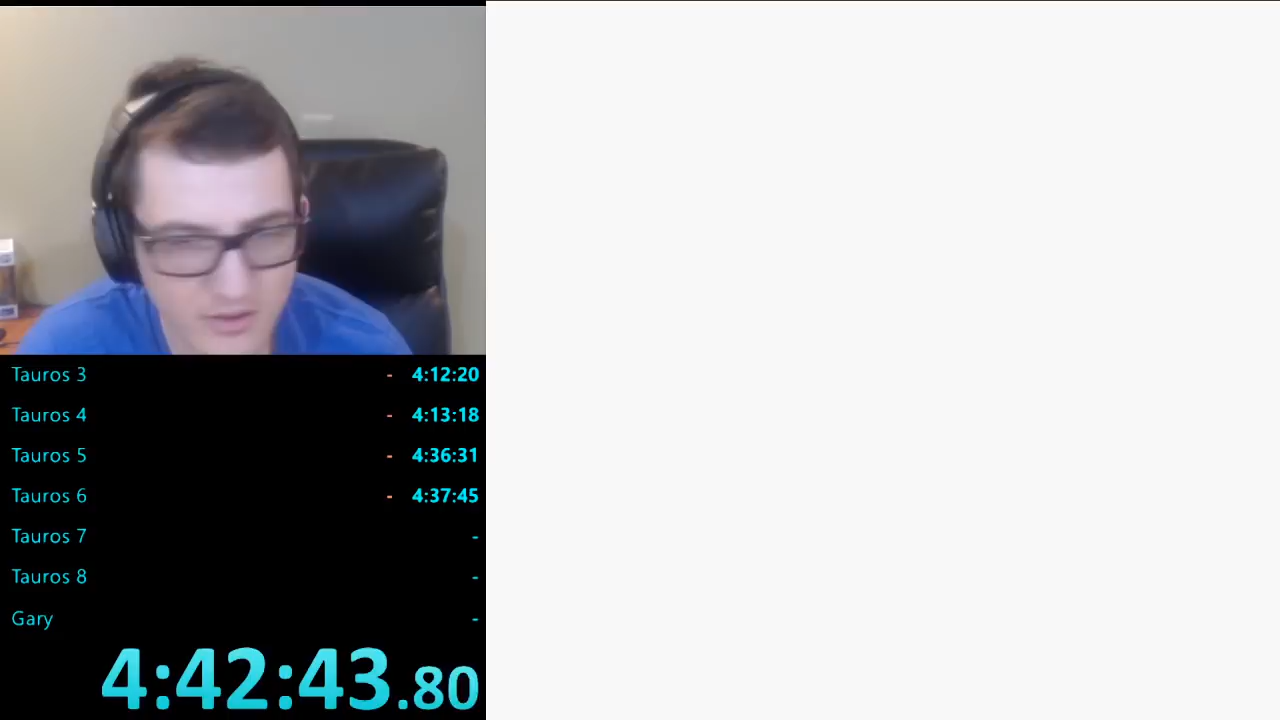 Tauros 3 - 4:12:20
Tauros 4 - 4:13:18
Tauros 5 - 4:36:31
Tauros 6 - 4:37:45
Tauros 7 -
Tauros 8 -
Gary -
4:42:43.80